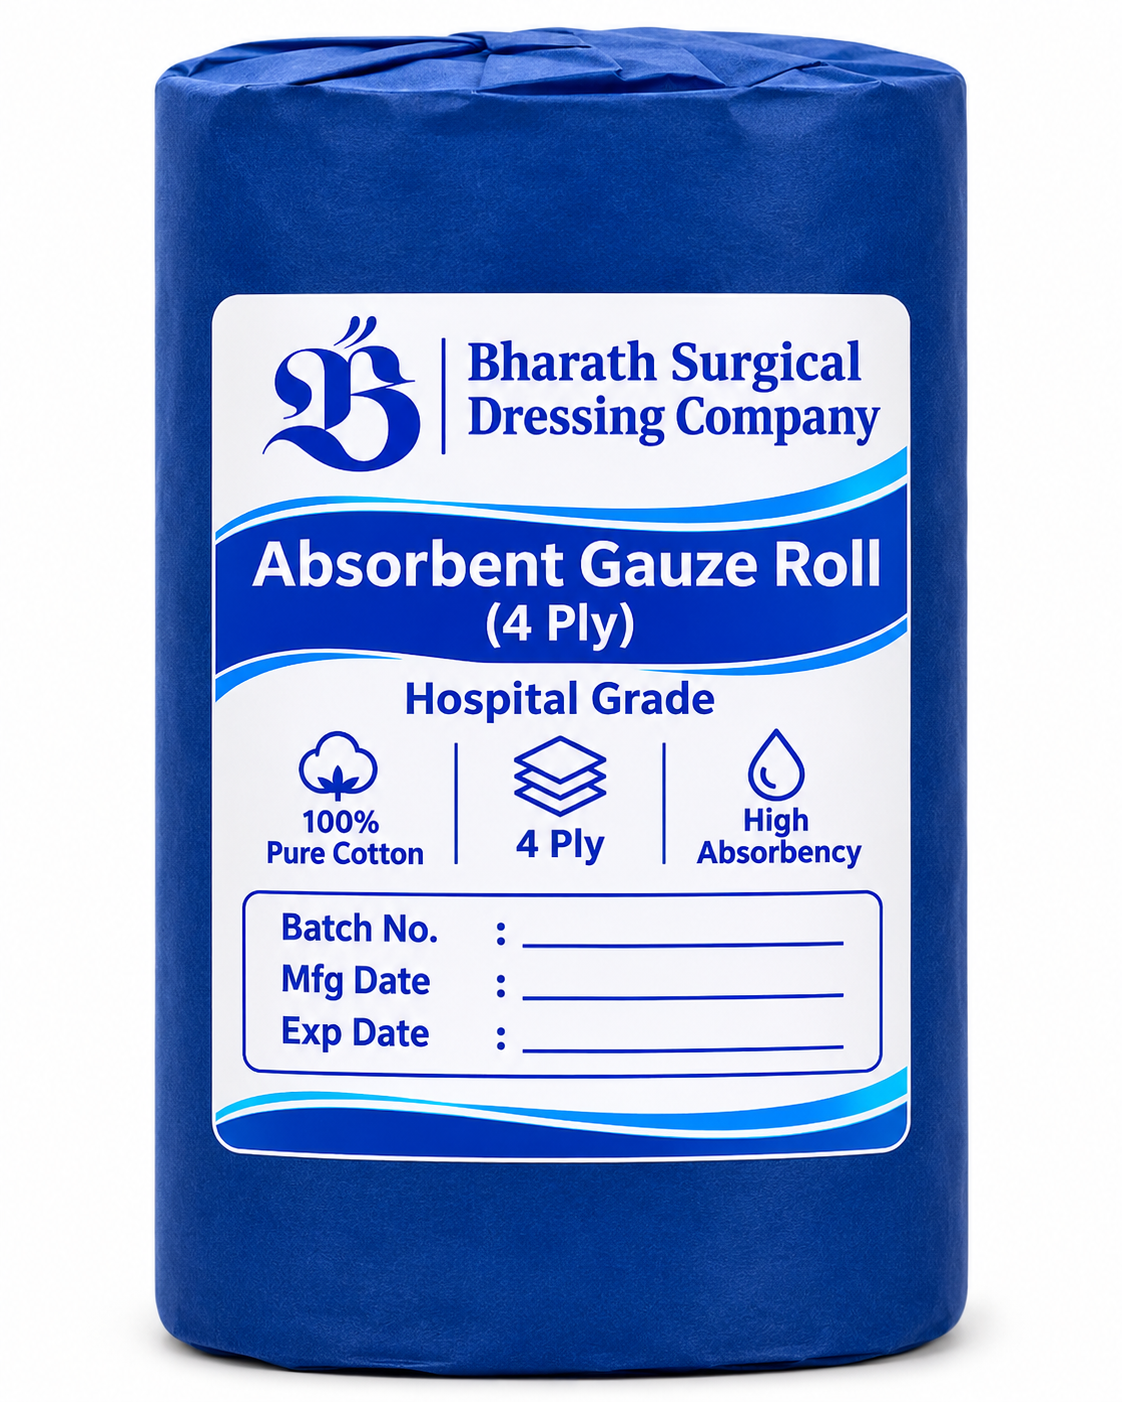 Bharath Surgical
Dressing Company
Absorbent Gauze Roll
(4 Ply)
Hospital Grade
100%
Pure Cotton
4 Ply
High
Absorbency
Batch No. :
Mfg Date :
Exp Date :